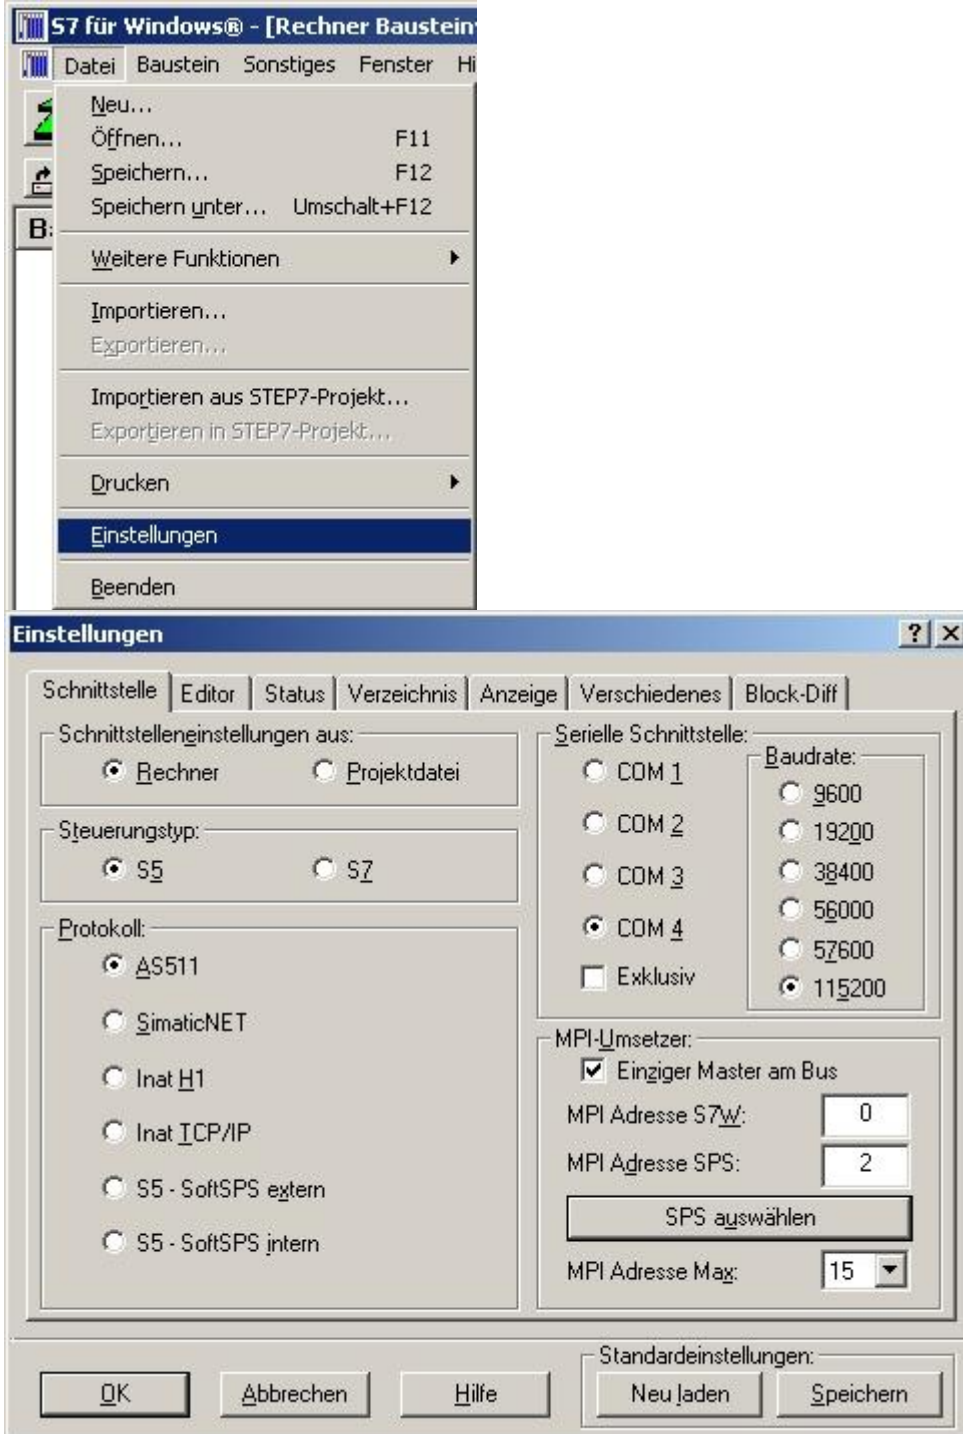 S7 für Windows® - [Rechner Baustein
Datei Baustein Sonstiges Fenster Hi
Neu...
Öffnen... F11
Speichern... F12
Speichern unter... Umschalt+F12
B
Weitere Funktionen
Importieren...
Exportieren...
Importieren aus STEP7-Projekt...
Exportieren in STEP7-Projekt...
Drucken
Einstellungen
Beenden
Einstellungen
Schnittstelle Editor Status Verzeichnis Anzeige Verschiedenes Block-Diff
Schnittstelleneinstellungen aus:
Rechner Projektdatei
Steuerungstyp:
S5 S7
Protokoll:
AS511
SimaticNET
Inat H1
Inat TCP/IP
S5 - SoftSPS extern
S5 - SoftSPS intern
Serielle Schnittstelle:
COM 1
COM 2
COM 3
COM 4
Exklusiv
Baudrate:
9600
19200
38400
56000
57600
115200
MPI-Umsetzer:
Einziger Master am Bus
MPI Adresse S7W: 0
MPI Adresse SPS: 2
SPS auswählen
MPI Adresse Max: 15
Standardeinstellungen:
OK Abbrechen Hilfe Neu laden Speichern